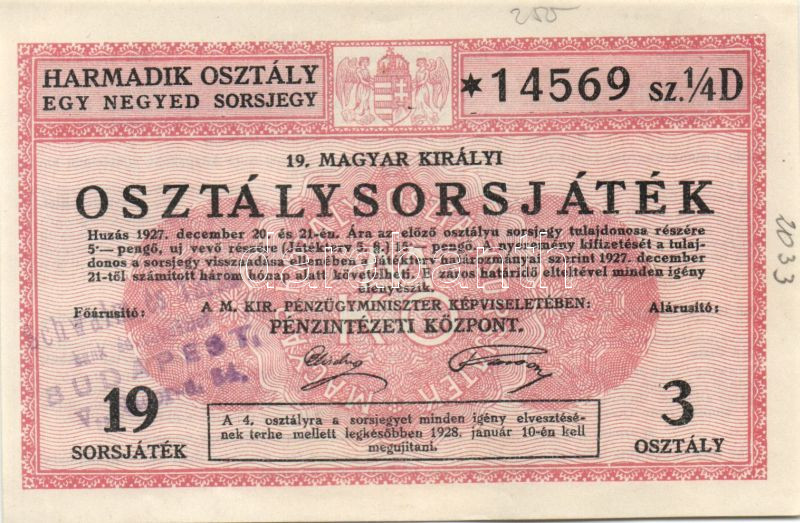 250
HARMADIK OSZTÁLY
EGY NEGYED SORSJEGY
*14569 SZ. ¼ D
19. MAGYAR KIRÁLYI
OSZTÁLYSORSJÁTÉK
Huzás 1927. december 20. és 21-én. Ára az előző osztályu sorsjegy tulajdonosa részére
5·— pengő, uj vevő részére (Játékterv 5. §.) 15·— pengő. A nyeremény kifizetését a tulaj-
donos a sorsjegy visszaadása ellenében a játékterv határozmányai szerint 1927. december
21-től számított három hónap alatt követelheti. E záros határidő elteltével minden igény
elenyészik.
Főárusító:
A M. KIR. PÉNZÜGYMINISZTER KÉPVISELETÉBEN:
Elárusító:
PÉNZINTÉZETI KÖZPONT.
BUDAPEST,
19
SORSJÁTÉK
A 4. osztályra a sorsjegyet minden igény elvesztésé-
nek terhe mellett legkésőbben 1928. január 10-én kell
megujítani.
3
OSZTÁLY
2033
darabanth